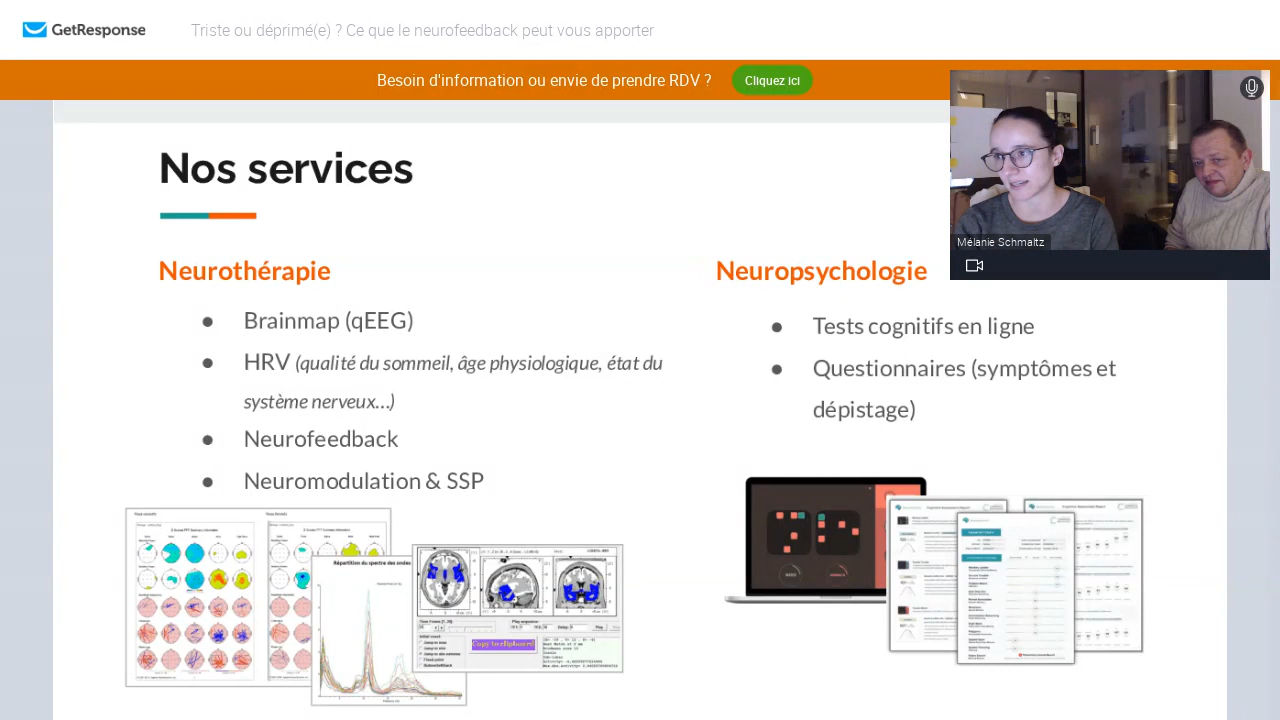 GetResponse
Triste ou déprimé(e) ? Ce que le neurofeedback peut vous apporter
Besoin d'information ou envie de prendre RDV ?
Cliquez ici
Mélanie Schmaltz
Nos services
Neurothérapie
● Brainmap (qEEG)
● HRV (qualité du sommeil, âge physiologique, état du
système nerveux...)
● Neurofeedback
● Neuromodulation & SSP
Répartition du spectre des ondes
Neuropsychologie
● Tests cognitifs en ligne
● Questionnaires (symptômes et
dépistage)